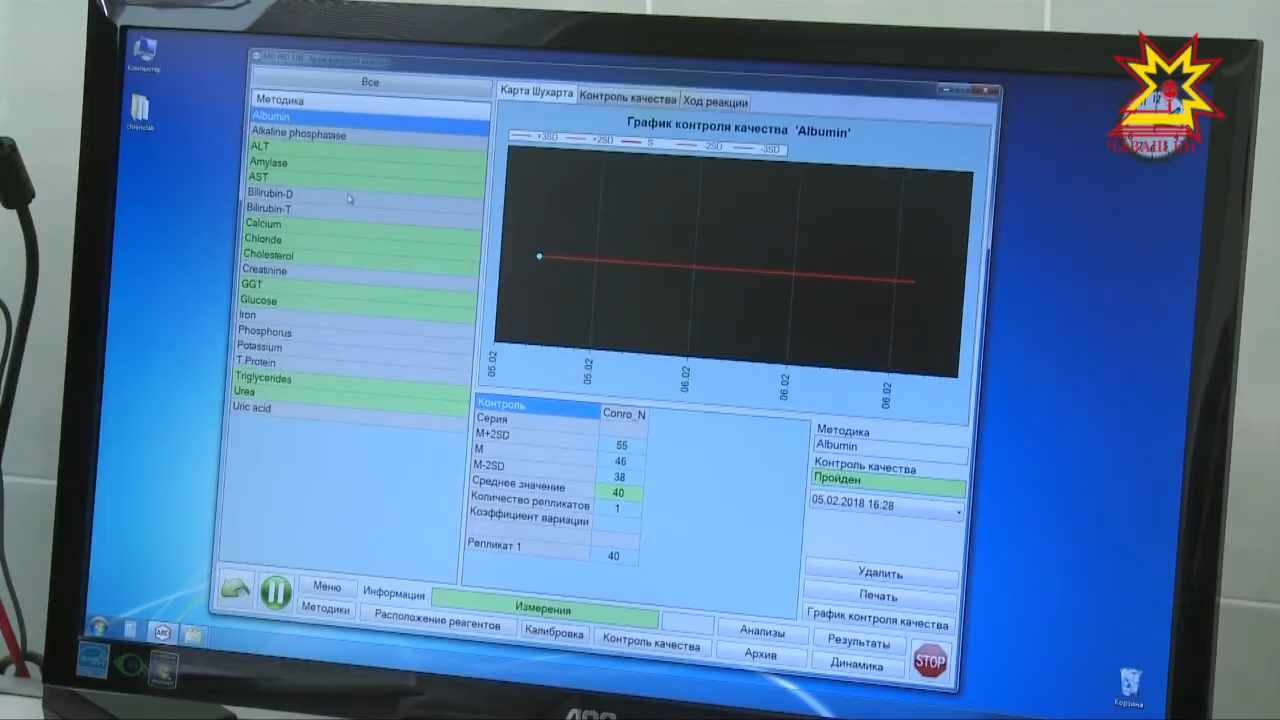 Компьютер
chronolab
Все
Методика
Albumin
Alkaline phosphatase
ALT
Amylase
AST
Bilirubin-D
Bilirubin-T
Calcium
Chloride
Cholesterol
Creatinine
GGT
Glucose
Iron
Phosphorus
Potassium
T.Protein
Triglycerides
Urea
Uric acid
Карта Шухарта Контроль качества Ход реакции
График контроля качества 'Albumin'
+3SD +2SD S -2SD -3SD
05.02 05.02 06.02 06.02 06.02
Контроль Conro_N
Серия
M+2SD 55
M 46
M-2SD 38
Среднее значение 40
Количество репликатов 1
Коэффициент вариации
Репликат 1 40
Методика
Albumin
Контроль качества
Пройден
05.02.2018 16:28
Удалить
Печать
График контроля качества
Меню Информация Измерения
Методики Расположение реагентов Калибровка Контроль качества
Анализы Результаты
Архив Динамика
STOP
Корзина
AOC
12
ЧĂВАШ ЕН